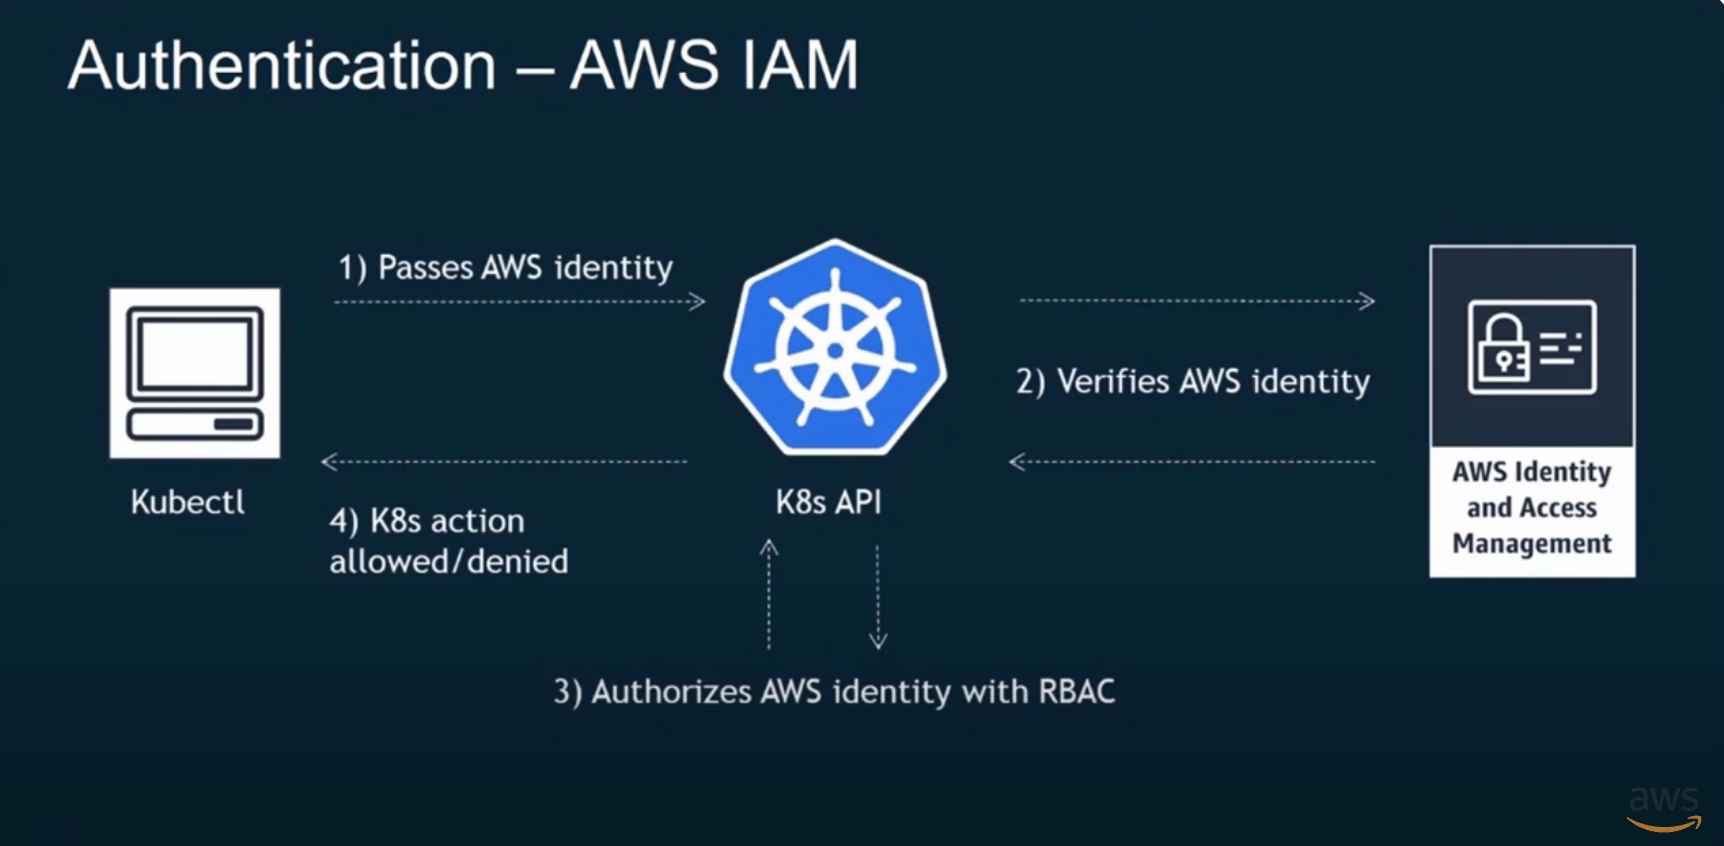 Authentication – AWS IAM
1) Passes AWS identity
2) Verifies AWS identity
Kubectl
K8s API
AWS Identity
and Access
Management
4) K8s action
allowed/denied
3) Authorizes AWS identity with RBAC
aws